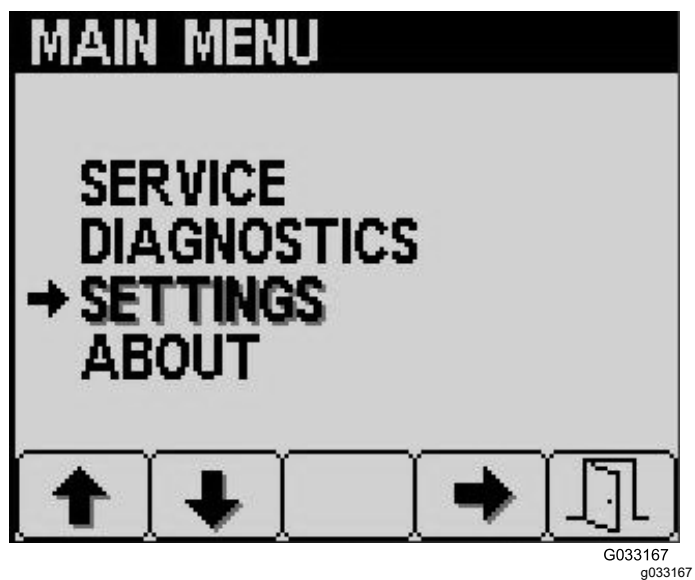 MAIN MENU
SERVICE
DIAGNOSTICS
SETTINGS
ABOUT
G033167
g033167